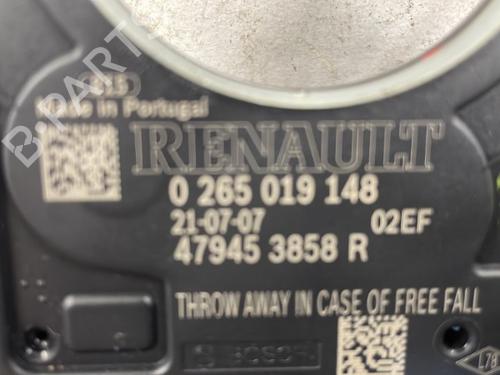 B-PARTS
Made in Portugal
RENAULT
0 265 019 148
21-07-07 02EF
47945 3858 R
THROW AWAY IN CASE OF FREE FALL
BOSCH